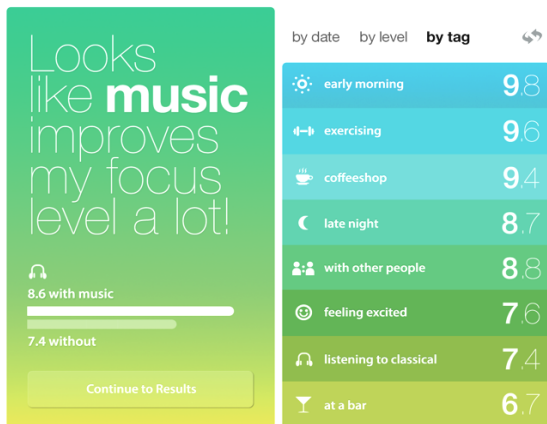 Looks
like music
improves
my focus
level a lot!
8.6 with music
7.4 without
Continue to Results
by date by level by tag
early morning 9.8
exercising 9.6
coffeeshop 9.4
late night 8.7
with other people 8.8
feeling excited 7.6
listening to classical 7.4
at a bar 6.7